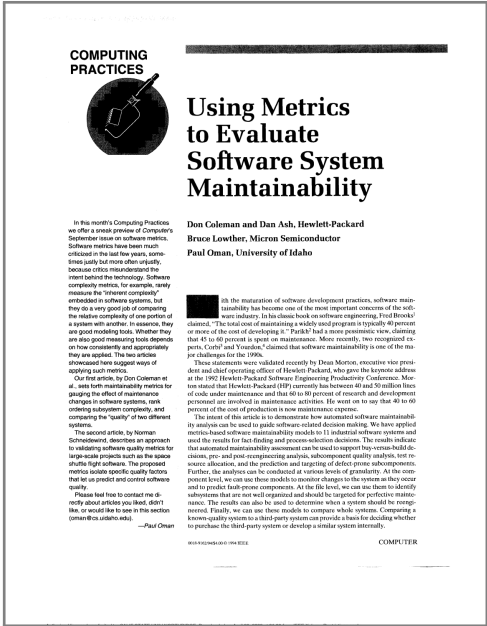 COMPUTING
PRACTICES
Using Metrics
to Evaluate
Software System
Maintainability
Don Coleman and Dan Ash, Hewlett-Packard
Bruce Lowther, Micron Semiconductor
Paul Oman, University of Idaho
In this month's Computing Practices
we offer a sneak preview of Computer's
September issue on software metrics.
Software metrics have been much
criticized in the last few years, some-
times justly but more often unjustly,
because critics misunderstand the
intent behind the technology. Software
complexity metrics, for example, rarely
measure the "inherent complexity"
embedded in software systems, but
they do a very good job of comparing
the relative complexity of one portion of
a system with another. In essence, they
are good modeling tools. Whether they
are also good measuring tools depends
on how consistently and appropriately
they are applied. The two articles
showcased here suggest ways of
applying such metrics.
Our first article, by Don Coleman et
al., sets forth maintainability metrics for
gauging the effect of maintenance
changes in software systems, rank
ordering subsystem complexity, and
comparing the "quality" of two different
systems.
The second article, by Norman
Schneidewind, describes an approach
to validating software quality metrics for
large-scale projects such as the space
shuttle flight software. The proposed
metrics isolate specific quality factors
that let us predict and control software
quality.
Please feel free to contact me di-
rectly about articles you liked, didn't
like, or would like to see in this section
(oman@cs.uidaho.edu).
—Paul Oman
ith the maturation of software development practices, software main-
tainability has become one of the most important concerns of the soft-
ware industry. In his classic book on software engineering, Fred Brooks¹
claimed, "The total cost of maintaining a widely used program is typically 40 percent
or more of the cost of developing it." Parikh² had a more pessimistic view, claiming
that 45 to 60 percent is spent on maintenance. More recently, two recognized ex-
perts, Corbi³ and Yourdon,⁴ claimed that software maintainability is one of the ma-
jor challenges for the 1990s.
These statements were validated recently by Dean Morton, executive vice presi-
dent and chief operating officer of Hewlett-Packard, who gave the keynote address
at the 1992 Hewlett-Packard Software Engineering Productivity Conference. Mor-
ton stated that Hewlett-Packard (HP) currently has between 40 and 50 million lines
of code under maintenance and that 60 to 80 percent of research and development
personnel are involved in maintenance activities. He went on to say that 40 to 60
percent of the cost of production is now maintenance expense.
The intent of this article is to demonstrate how automated software maintainabil-
ity analysis can be used to guide software-related decision making. We have applied
metrics-based software maintainability models to 11 industrial software systems and
used the results for fact-finding and process-selection decisions. The results indicate
that automated maintainability assessment can be used to support buy-versus-build de-
cisions, pre- and post-reengineering analysis, subcomponent quality analysis, test re-
source allocation, and the prediction and targeting of defect-prone subcomponents.
Further, the analyses can be conducted at various levels of granularity. At the com-
ponent level, we can use these models to monitor changes to the system as they occur
and to predict fault-prone components. At the file level, we can use them to identify
subsystems that are not well organized and should be targeted for perfective mainte-
nance. The results can also be used to determine when a system should be reengi-
neered. Finally, we can use these models to compare whole systems. Comparing a
known-quality system to a third-party system can provide a basis for deciding whether
to purchase the third-party system or develop a similar system internally.
0018-9162/94/$4.00 © 1994 IEEE
COMPUTER